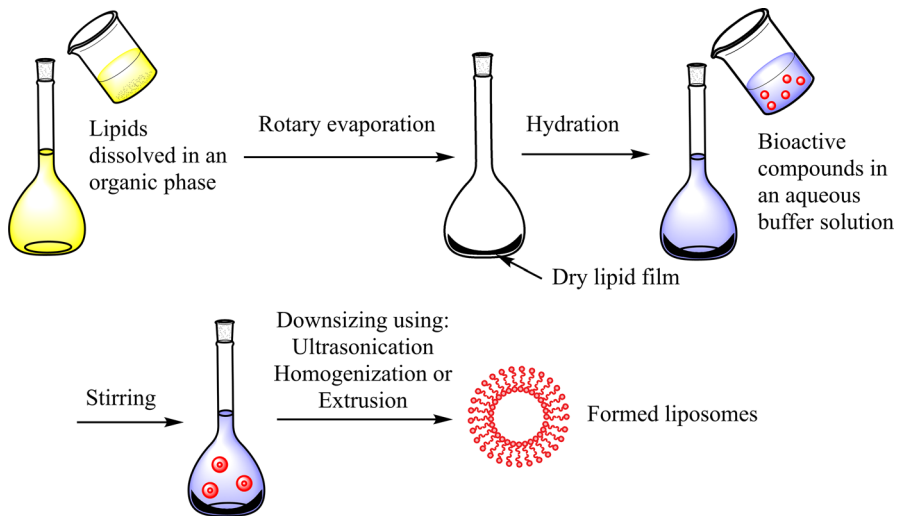 Lipids
dissolved in an
organic phase
Rotary evaporation
Hydration
Bioactive
compounds in
an aqueous
buffer solution
Dry lipid film
Stirring
Downsizing using:
Ultrasonication
Homogenization or
Extrusion
Formed liposomes